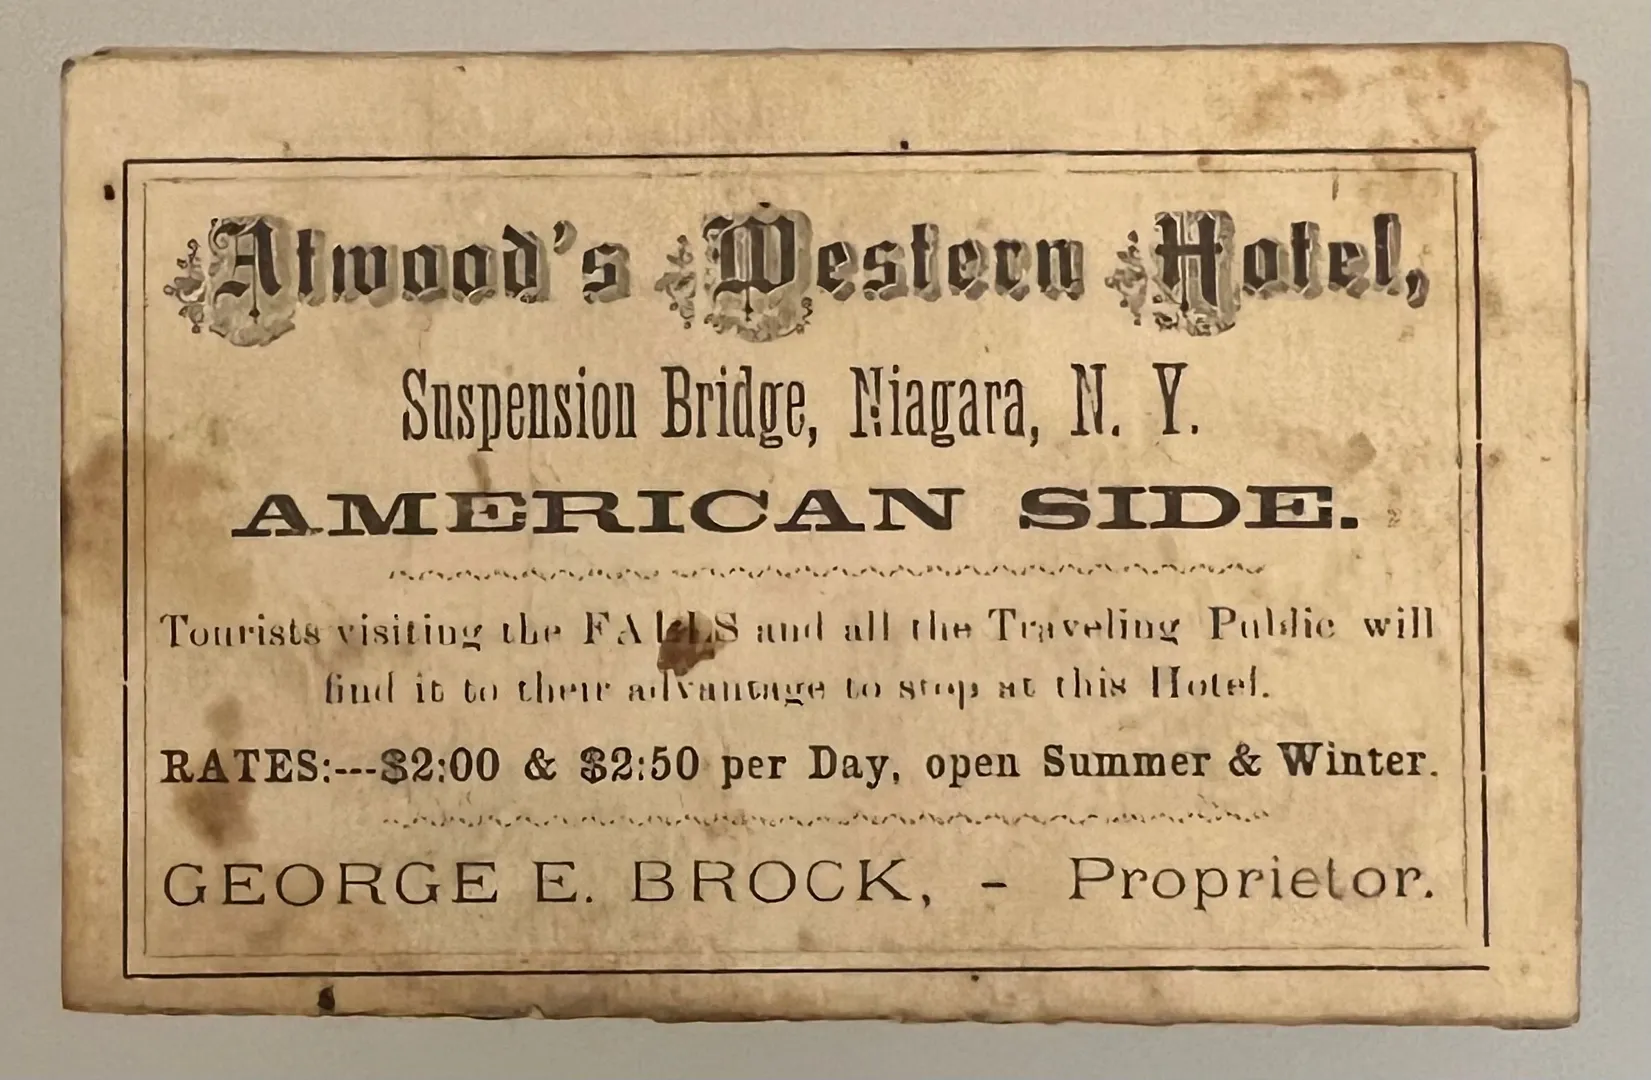 Atwood's Western Hotel,
Suspension Bridge, Niagara, N. Y.
AMERICAN SIDE.
Tourists visiting the FALLS and all the Traveling Public will
find it to their advantage to stop at this Hotel.
RATES:---$2:00 & $2:50 per Day, open Summer & Winter.
GEORGE E. BROCK, - Proprietor.